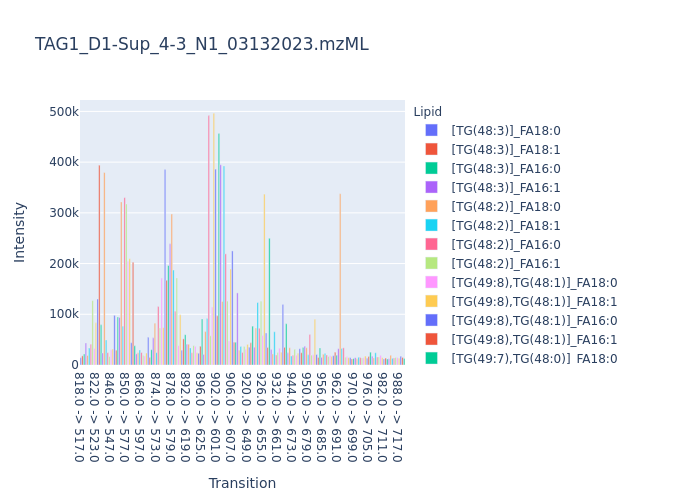 TAG1_D1-Sup_4-3_N1_03132023.mzML
Lipid
[TG(48:3)]_FA18:0
[TG(48:3)]_FA18:1
[TG(48:3)]_FA16:0
[TG(48:3)]_FA16:1
[TG(48:2)]_FA18:0
[TG(48:2)]_FA18:1
[TG(48:2)]_FA16:0
[TG(48:2)]_FA16:1
[TG(49:8),TG(48:1)]_FA18:0
[TG(49:8),TG(48:1)]_FA18:1
[TG(49:8),TG(48:1)]_FA16:0
[TG(49:8),TG(48:1)]_FA16:1
[TG(49:7),TG(48:0)]_FA18:0
500k
400k
300k
200k
100k
0
Intensity
818.0 -> 517.0
822.0 -> 523.0
846.0 -> 547.0
850.0 -> 577.0
868.0 -> 597.0
874.0 -> 573.0
878.0 -> 579.0
892.0 -> 619.0
896.0 -> 625.0
902.0 -> 601.0
906.0 -> 607.0
920.0 -> 649.0
926.0 -> 655.0
932.0 -> 661.0
944.0 -> 673.0
950.0 -> 679.0
956.0 -> 685.0
962.0 -> 691.0
970.0 -> 699.0
976.0 -> 705.0
982.0 -> 711.0
988.0 -> 717.0
Transition